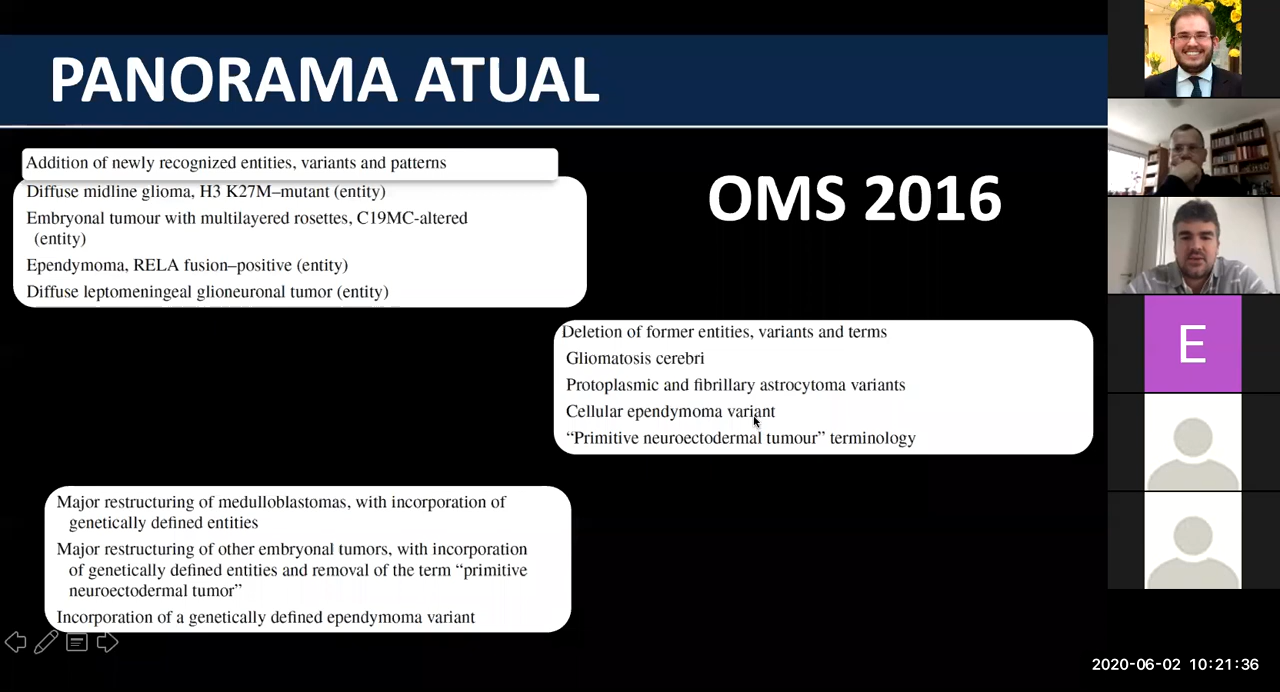 PANORAMA ATUAL
Addition of newly recognized entities, variants and patterns
Diffuse midline glioma, H3 K27M–mutant (entity)
Embryonal tumour with multilayered rosettes, C19MC-altered
(entity)
Ependymoma, RELA fusion–positive (entity)
Diffuse leptomeningeal glioneuronal tumor (entity)
OMS 2016
Deletion of former entities, variants and terms
Gliomatosis cerebri
Protoplasmic and fibrillary astrocytoma variants
Cellular ependymoma variant
“Primitive neuroectodermal tumour” terminology
Major restructuring of medulloblastomas, with incorporation of
genetically defined entities
Major restructuring of other embryonal tumors, with incorporation
of genetically defined entities and removal of the term “primitive
neuroectodermal tumor”
Incorporation of a genetically defined ependymoma variant
E
2020-06-02 10:21:36